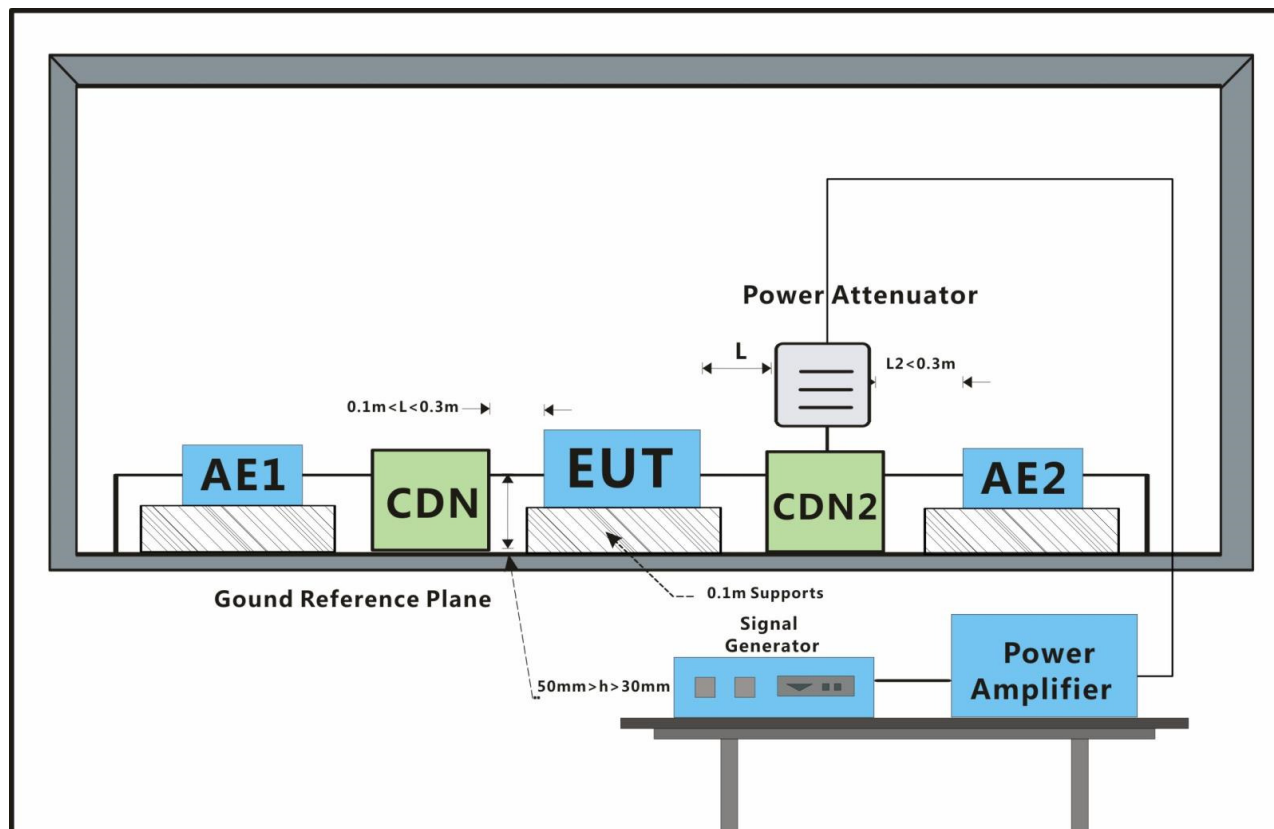 Power Attenuator
L
L2<0.3m
0.1m<L<0.3m
AE1
CDN
EUT
CDN2
AE2
Gound Reference Plane
0.1m Supports
Signal
Generator
50mm>h>30mm
Power
Amplifier